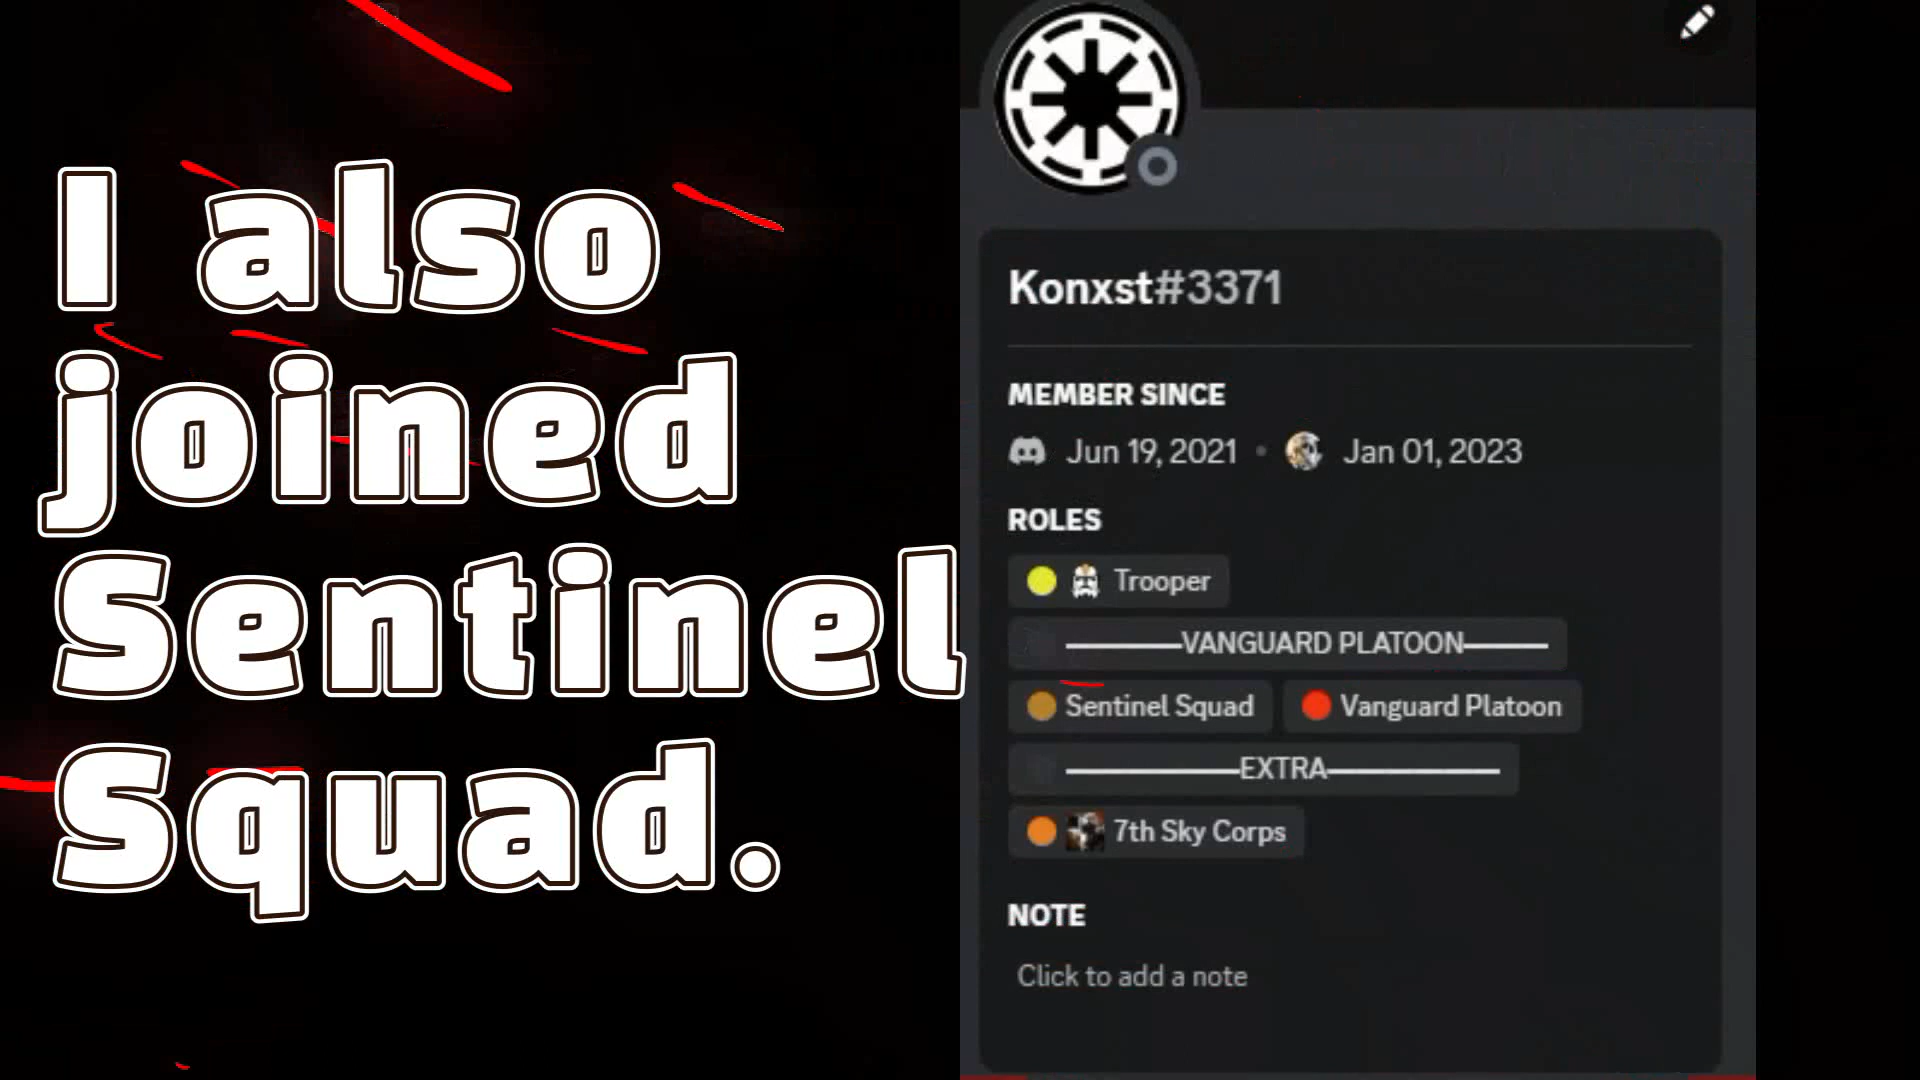 I also
joined
Sentinel
Squad.
Konxst#3371
MEMBER SINCE
Jun 19, 2021 • Jan 01, 2023
ROLES
Trooper
————VANGUARD PLATOON———
Sentinel Squad Vanguard Platoon
——————EXTRA——————
7th Sky Corps
NOTE
Click to add a note